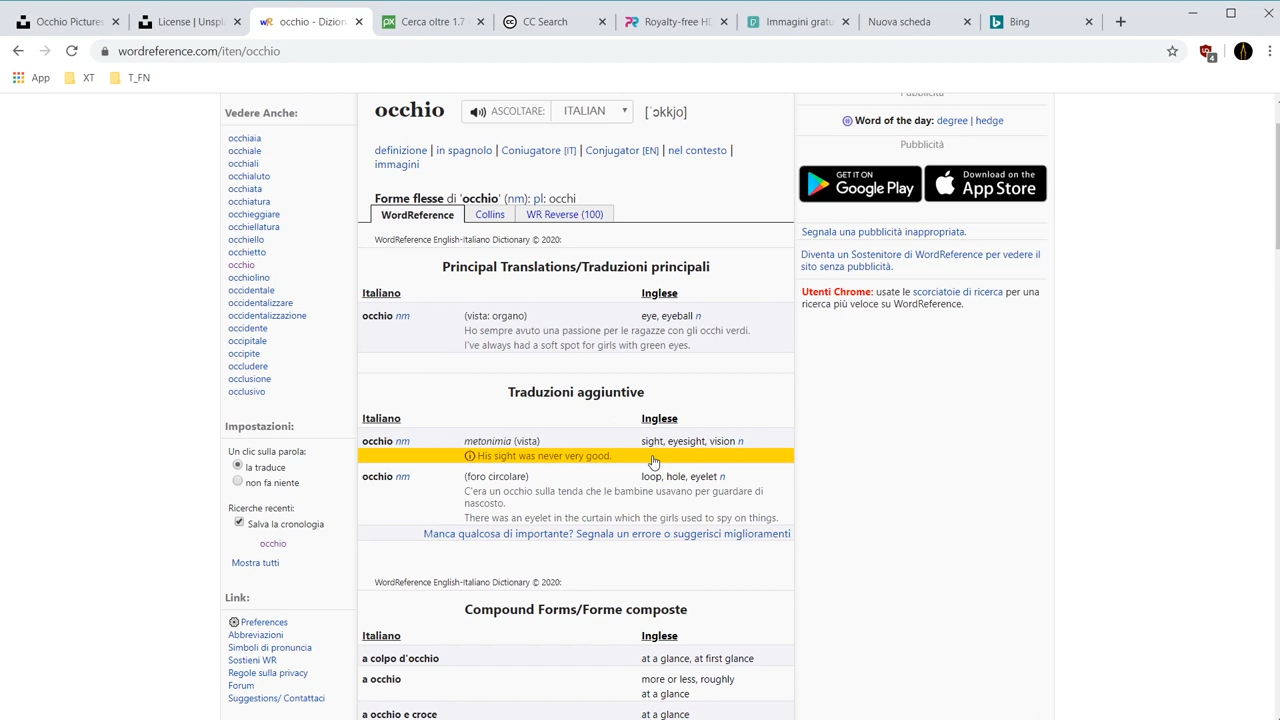 Occhio Pictures
License | Unspl
occhio - Dizion
Cerca oltre 1.7
CC Search
Royalty-free HD
Immagini gratu
Nuova scheda
Bing
wordreference.com/iten/occhio
4
App
XT
T_FN
Vedere Anche:
occhiaia
occhiale
occhiali
occhialuto
occhiata
occhiatura
occhieggiare
occhiellatura
occhiello
occhietto
occhio
occhiolino
occidentale
occidentalizzare
occidentalizzazione
occidente
occipitale
occipite
occludere
occlusione
occlusivo
Impostazioni:
Un clic sulla parola:
la traduce
non fa niente
Ricerche recenti:
Salva la cronologia
occhio
Mostra tutti
Link:
Preferences
Abbreviazioni
Simboli di pronuncia
Sostieni WR
Regole sulla privacy
Forum
Suggestions/ Contattaci
occhio
ASCOLTARE:
ITALIAN
[ˈɔkkjo]
definizione | in spagnolo | Coniugatore [IT] | Conjugator [EN] | nel contesto |
immagini
Forme flesse di 'occhio' (nm): pl: occhi
WordReference
Collins
WR Reverse (100)
WordReference English-Italiano Dictionary © 2020:
Principal Translations/Traduzioni principali
Italiano Inglese
occhio nm (vista: organo) eye, eyeball n
Ho sempre avuto una passione per le ragazze con gli occhi verdi.
I've always had a soft spot for girls with green eyes.
Traduzioni aggiuntive
Italiano Inglese
occhio nm metonimia (vista) sight, eyesight, vision n
His sight was never very good.
occhio nm (foro circolare) loop, hole, eyelet n
C'era un occhio sulla tenda che le bambine usavano per guardare di
nascosto.
There was an eyelet in the curtain which the girls used to spy on things.
Manca qualcosa di importante? Segnala un errore o suggerisci miglioramenti
WordReference English-Italiano Dictionary © 2020:
Compound Forms/Forme composte
Italiano Inglese
a colpo d'occhio at a glance, at first glance
a occhio more or less, roughly
at a glance
a occhio e croce at a glance
Pubblicità
Word of the day: degree | hedge
Pubblicità
GET IT ON
Google Play
Download on the
App Store
Segnala una pubblicità inappropriata.
Diventa un Sostenitore di WordReference per vedere il
sito senza pubblicità.
Utenti Chrome: usate le scorciatoie di ricerca per una
ricerca più veloce su WordReference.